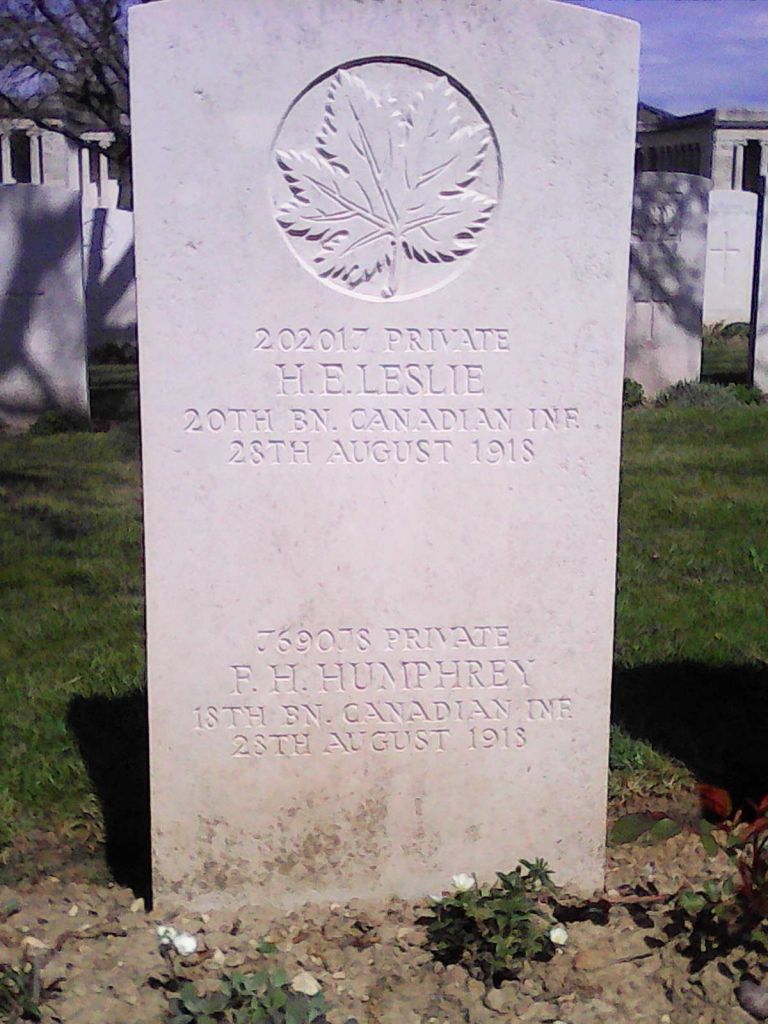 202017 PRIVATE
H. E. LESLIE
20TH BN. CANADIAN INF.
28TH AUGUST 1918
769078 PRIVATE
F. H. HUMPHREY
18TH BN. CANADIAN INF.
28TH AUGUST 1918